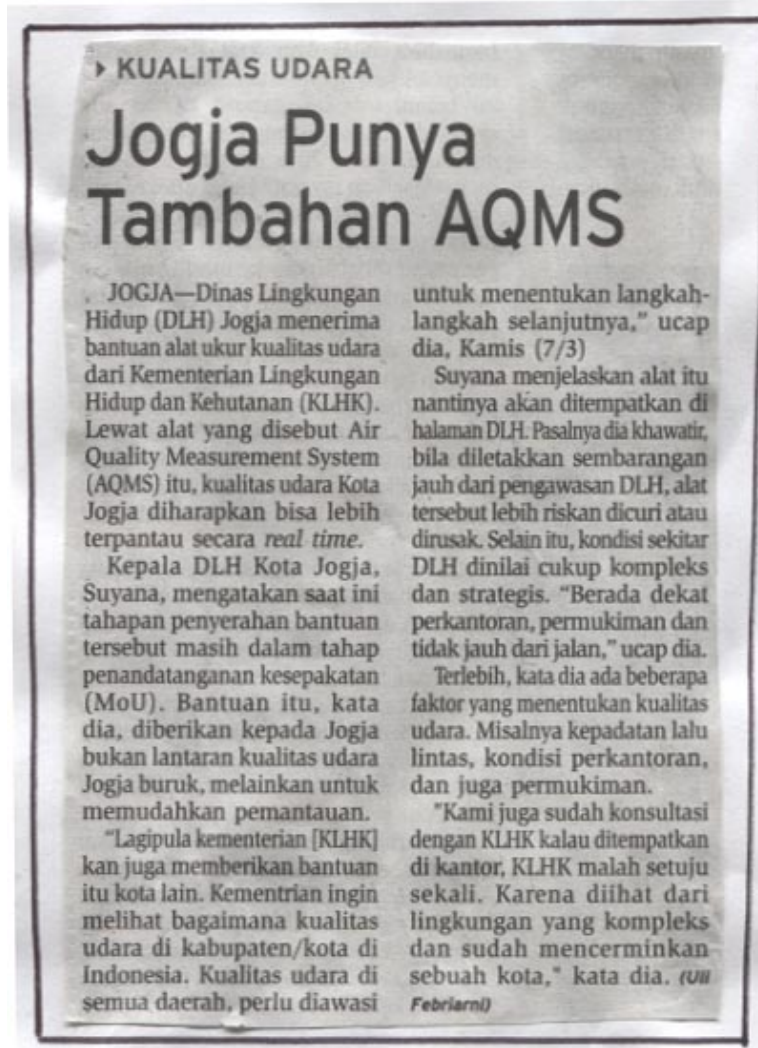 KUALITAS UDARA
Jogja Punya
Tambahan AQMS
JOGJA—Dinas Lingkungan
Hidup (DLH) Jogja menerima
bantuan alat ukur kualitas udara
dari Kementerian Lingkungan
Hidup dan Kehutanan (KLHK).
Lewat alat yang disebut Air
Quality Measurement System
(AQMS) itu, kualitas udara Kota
Jogja diharapkan bisa lebih
terpantau secara real time.
Kepala DLH Kota Jogja,
Suyana, mengatakan saat ini
tahapan penyerahan bantuan
tersebut masih dalam tahap
penandatanganan kesepakatan
(MoU). Bantuan itu, kata
dia, diberikan kepada Jogja
bukan lantaran kualitas udara
Jogja buruk, melainkan untuk
memudahkan pemantauan.
"Lagipula kementerian [KLHK]
kan juga memberikan bantuan
itu kota lain. Kementrian ingin
melihat bagaimana kualitas
udara di kabupaten/kota di
Indonesia. Kualitas udara di
semua daerah, perlu diawasi
untuk menentukan langkah-
langkah selanjutnya," ucap
dia, Kamis (7/3)
Suyana menjelaskan alat itu
nantinya akan ditempatkan di
halaman DLH. Pasalnya dia khawatir,
bila diletakkan sembarangan
jauh dari pengawasan DLH, alat
tersebut lebih riskan dicuri atau
dirusak. Selain itu, kondisi sekitar
DLH dinilai cukup kompleks
dan strategis. "Berada dekat
perkantoran, permukiman dan
tidak jauh dari jalan," ucap dia.
Terlebih, kata dia ada beberapa
faktor yang menentukan kualitas
udara. Misalnya kepadatan lalu
lintas, kondisi perkantoran,
dan juga permukiman.
"Kami juga sudah konsultasi
dengan KLHK kalau ditempatkan
di kantor, KLHK malah setuju
sekali. Karena diihat dari
lingkungan yang kompleks
dan sudah mencerminkan
sebuah kota," kata dia. (Uli
Febriarni)